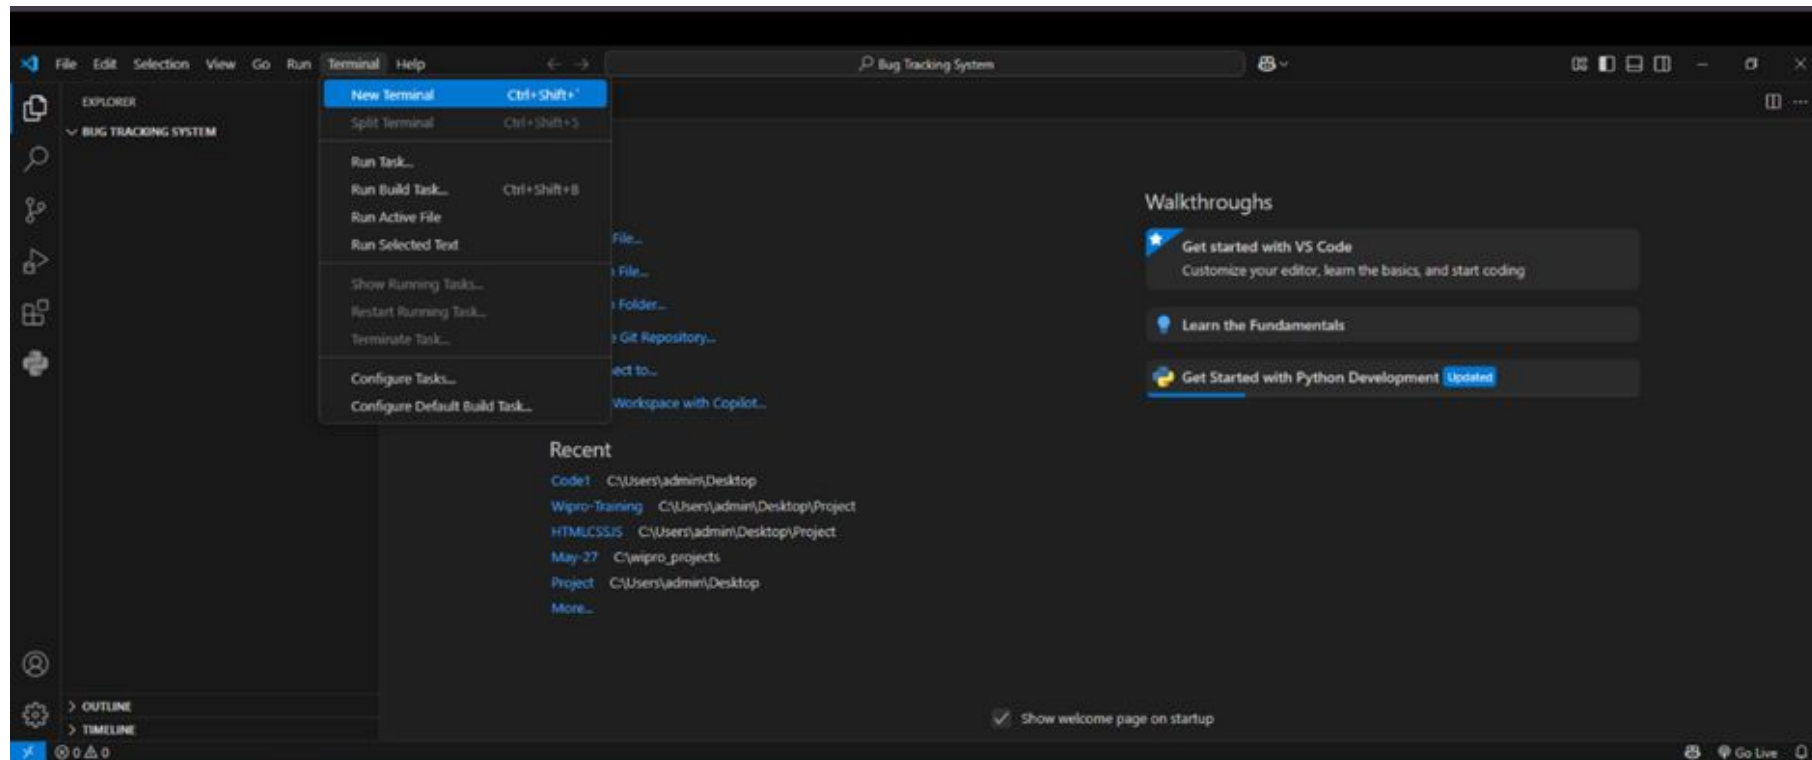 File Edit Selection View Go Run Terminal Help Bug Tracking System
EXPLORER
BUG TRACKING SYSTEM
New Terminal Ctrl+Shift+`
Split Terminal Ctrl+Shift+5
Run Task...
Run Build Task... Ctrl+Shift+B
Run Active File
Run Selected Text
Show Running Tasks...
Restart Running Task...
Terminate Task...
Configure Tasks...
Configure Default Build Task...
File...
File...
Folder...
Git Repository...
ect to...
Workspace with Copilot...
Recent
Code1 C:\Users\admin\Desktop
Wipro-Training C:\Users\admin\Desktop\Project
HTMLCSSJS C:\Users\admin\Desktop\Project
May-27 C:\wipro_projects
Project C:\Users\admin\Desktop
More...
Walkthroughs
Get started with VS Code
Customize your editor, learn the basics, and start coding
Learn the Fundamentals
Get Started with Python Development Updated
OUTLINE
TIMELINE
Show welcome page on startup
0 0 Go Live